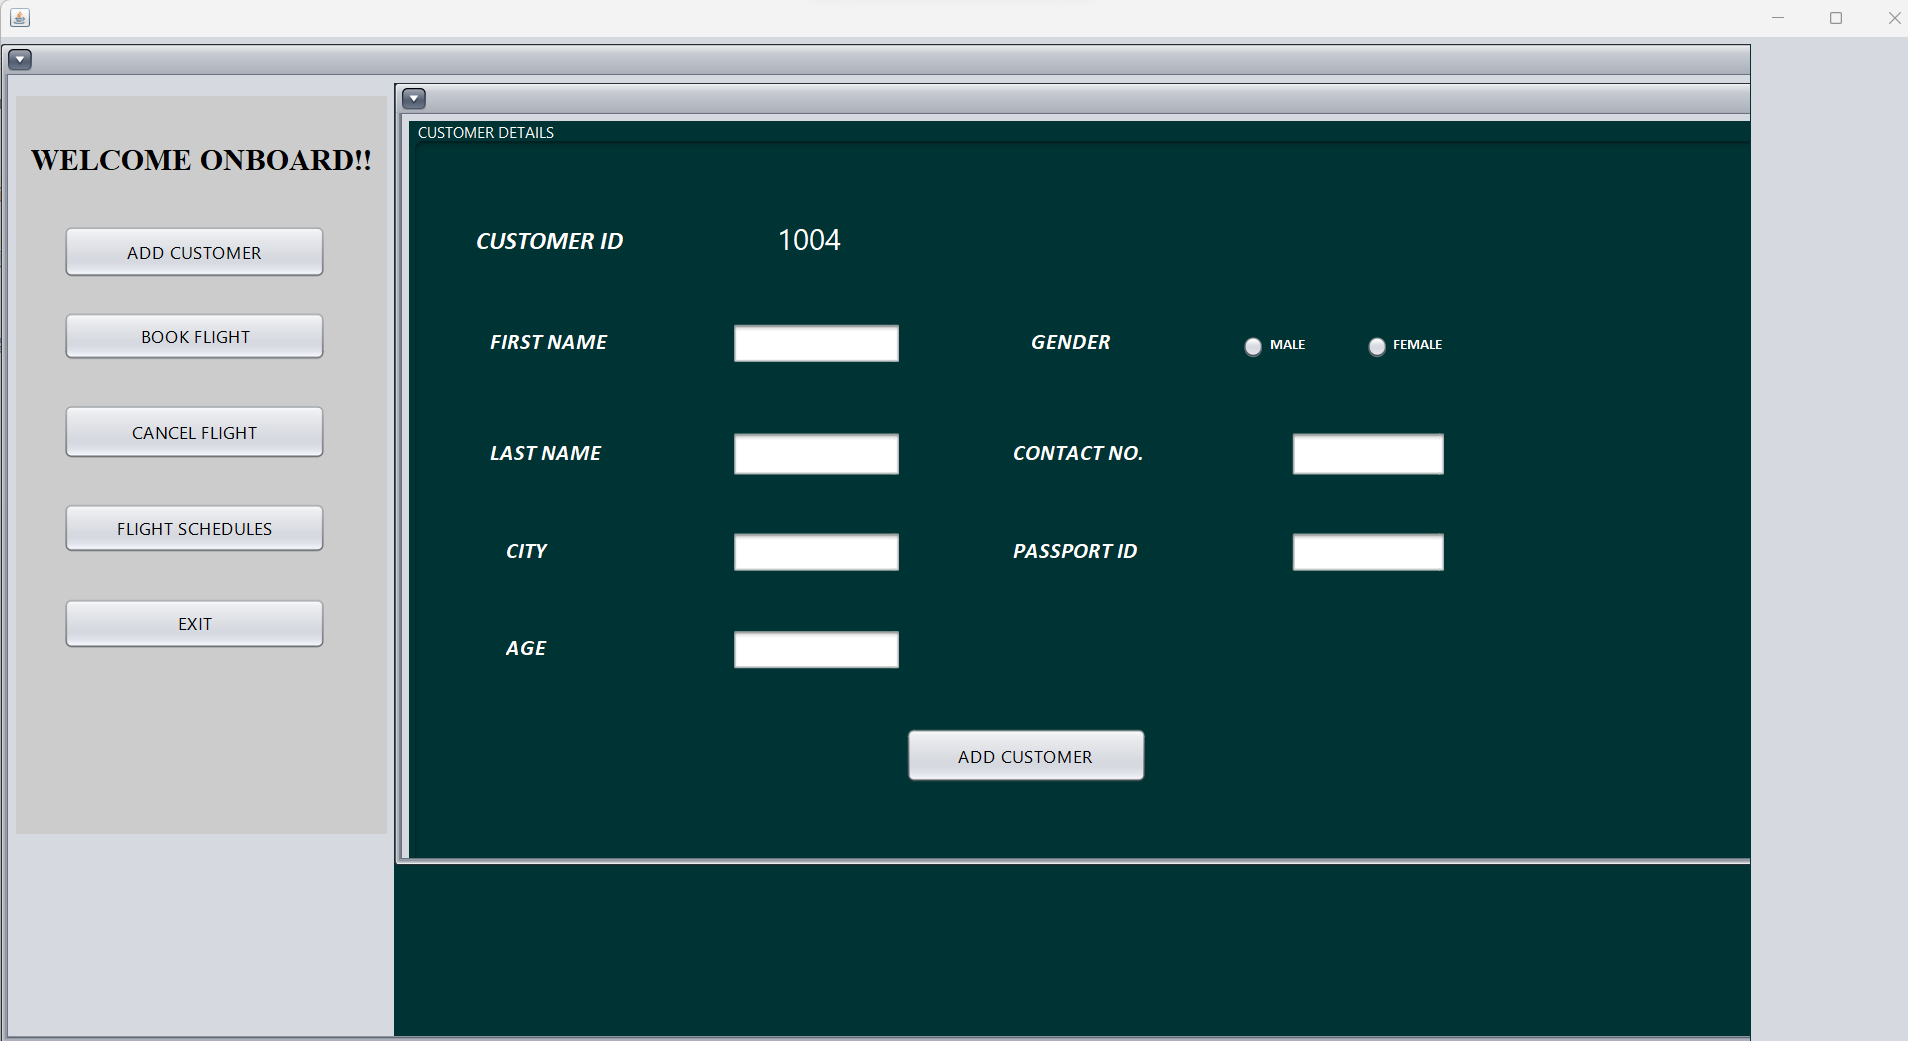 WELCOME ONBOARD!!
ADD CUSTOMER
BOOK FLIGHT
CANCEL FLIGHT
FLIGHT SCHEDULES
EXIT
CUSTOMER DETAILS
CUSTOMER ID 1004
FIRST NAME GENDER MALE FEMALE
LAST NAME CONTACT NO.
CITY PASSPORT ID
AGE
ADD CUSTOMER